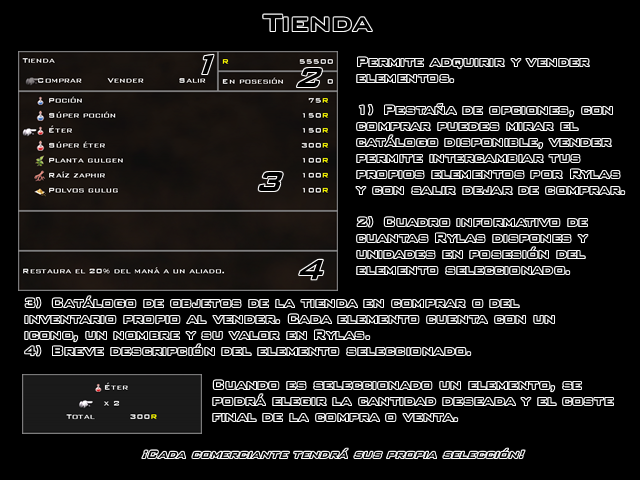 Tienda
Tienda 1 R 55500
Comprar Vender Salir En posesión 2 0
Poción 75R
Súper poción 150R
Éter 150R
Súper éter 300R
Planta gulgen 100R
Raíz zaphir 100R
Polvos gulug 100R
3
Restaura el 20% del maná a un aliado. 4
Permite adquirir y vender
elementos.
1) Pestaña de opciones, con
comprar puedes mirar el
catálogo disponible, vender
permite intercambiar tus
propios elementos por Rylas
y con salir dejar de comprar.
2) Cuadro informativo de
cuantas Rylas dispones y
unidades en posesión del
elemento seleccionado.
3) Catálogo de objetos de la tienda en comprar o del
inventario propio al vender. Cada elemento cuenta con un
icono, un nombre y su valor en Rylas.
4) Breve descripción del elemento seleccionado.
Éter
x 2
Total 300R
Cuando es seleccionado un elemento, se
podrá elegir la cantidad deseada y el coste
final de la compra o venta.
¡Cada comerciante tendrá sus propia selección!